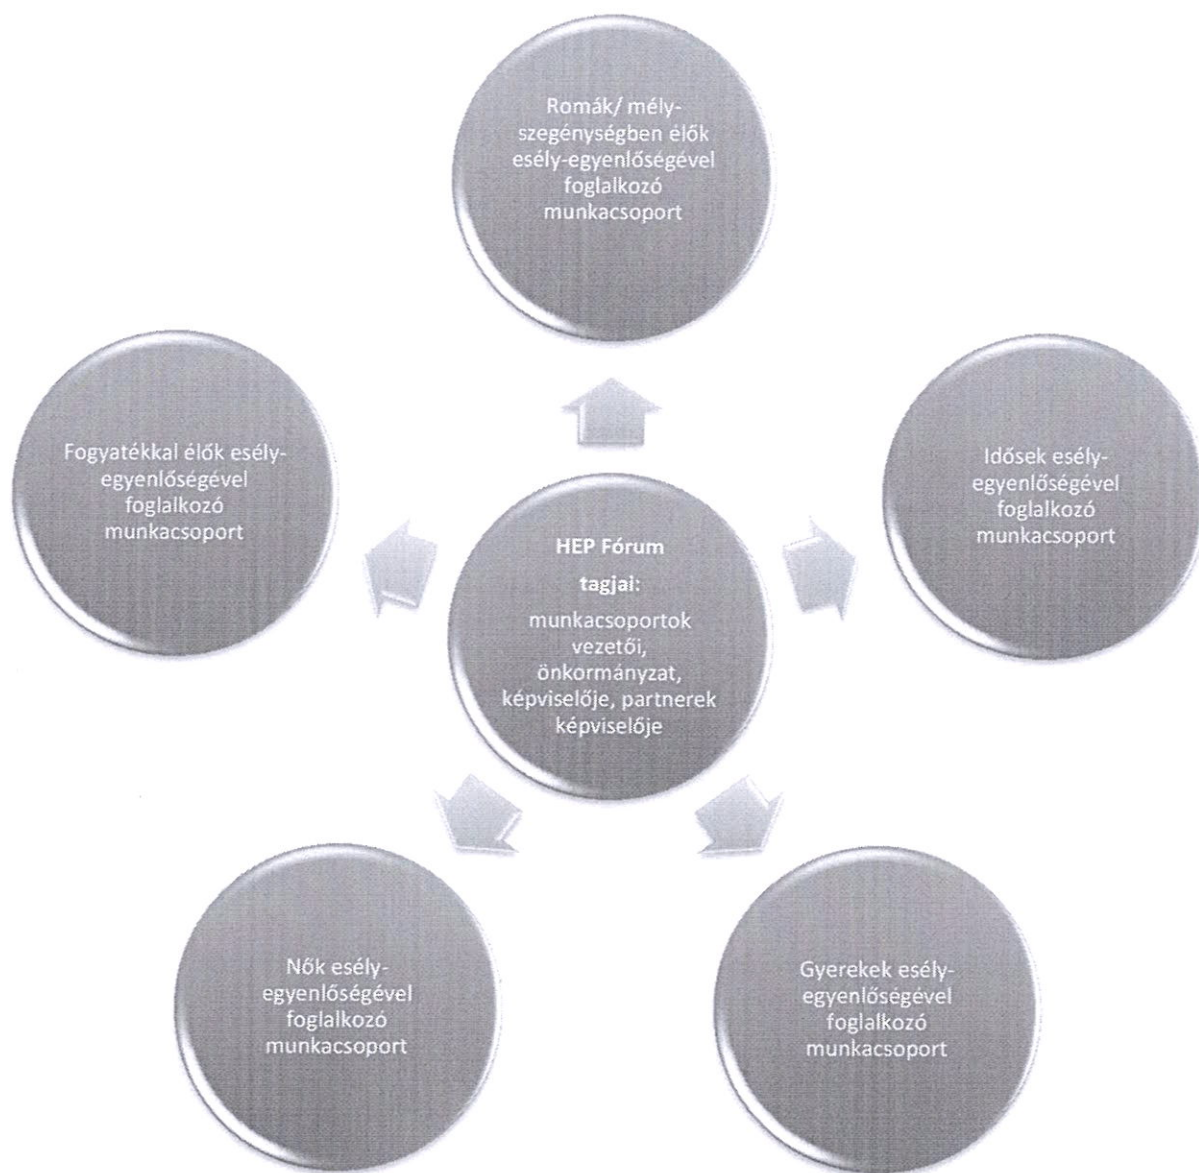 Romák/ mély-
szegénységben élők
esély-egyenlőségével
foglalkozó
munkacsoport
Fogyatékkal élők esély-
egyenlőségével
foglalkozó
munkacsoport
Idősek esély-
egyenlőségével
foglalkozó
munkacsoport
HEP Fórum
tagjai:
munkacsoportok
vezetői,
önkormányzat,
képviselője, partnerek
képviselője
Nők esély-
egyenlőségével
foglalkozó
munkacsoport
Gyerekek esély-
egyenlőségével
foglalkozó
munkacsoport